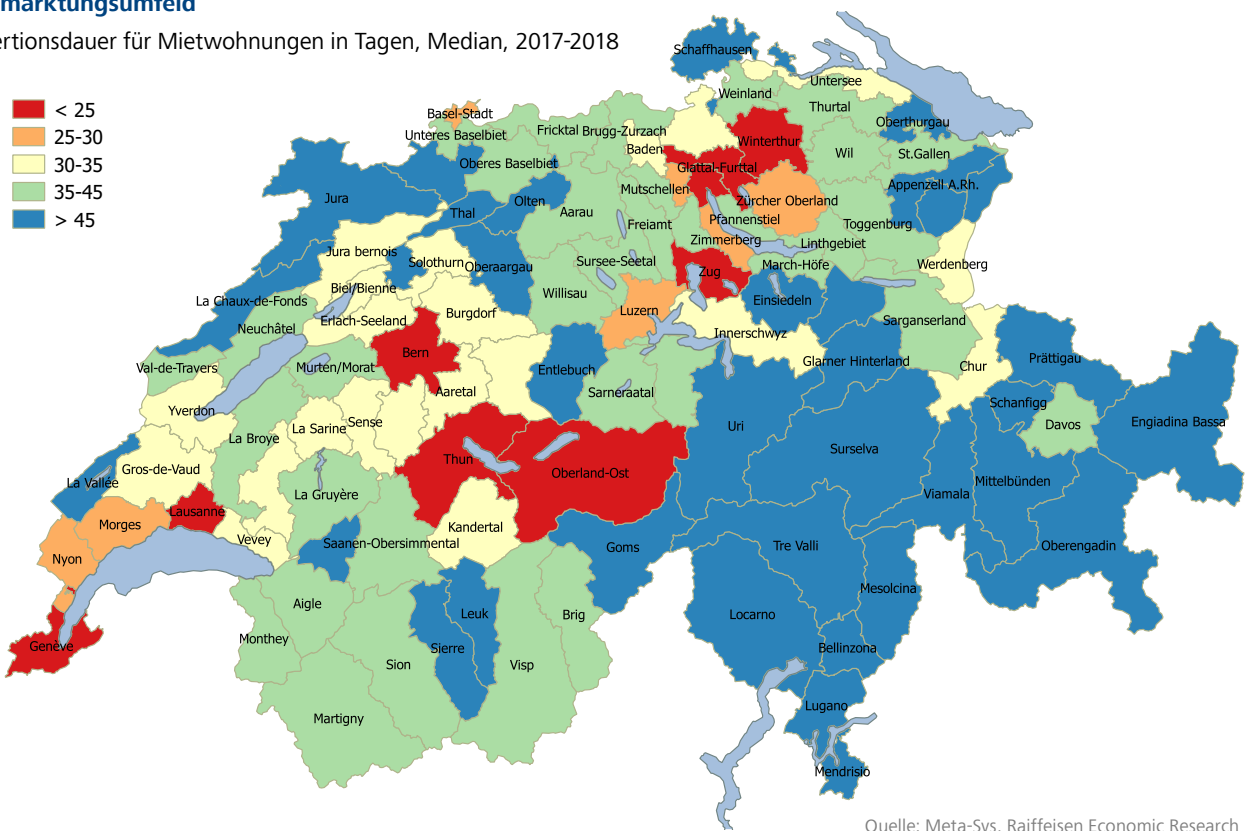 marktungsumfeld
ertionsdauer für Mietwohnungen in Tagen, Median, 2017-2018
< 25
25-30
30-35
35-45
> 45
Schaffhausen
Untersee
Weinland
Thurtal
Basel-Stadt
Oberthurgau
Unteres Baselbiet
Fricktal
Brugg-Zurzach
Winterthur
Baden
Wil
St.Gallen
Oberes Baselbiet
Glattal-Furttal
Mutschellen
Appenzell A.Rh.
Jura
Olten
Zürcher Oberland
Thal
Aarau
Pfannenstiel
Freiamt
Toggenburg
Zimmerberg
Linthgebiet
Jura bernois
Solothurn
Oberaargau
Sursee-Seetal
Zug
March-Höfe
Werdenberg
Biel/Bienne
Willisau
La Chaux-de-Fonds
Einsiedeln
Luzern
Burgdorf
Erlach-Seeland
Neuchâtel
Sarganserland
Innerschwyz
Bern
Val-de-Travers
Murten/Morat
Entlebuch
Glarner Hinterland
Chur
Prättigau
Aaretal
Sarneraatal
Schanfigg
Yverdon
La Sarine
Sense
Uri
Davos
Engiadina Bassa
La Broye
Surselva
Thun
Gros-de-Vaud
Oberland-Ost
La Vallée
Mittelbünden
La Gruyère
Viamala
Lausanne
Morges
Kandertal
Vevey
Saanen-Obersimmental
Goms
Tre Valli
Oberengadin
Nyon
Mesolcina
Aigle
Leuk
Brig
Locarno
Monthey
Genève
Sierre
Bellinzona
Sion
Visp
Lugano
Martigny
Mendrisio
Quelle: Meta-Sys, Raiffeisen Economic Research